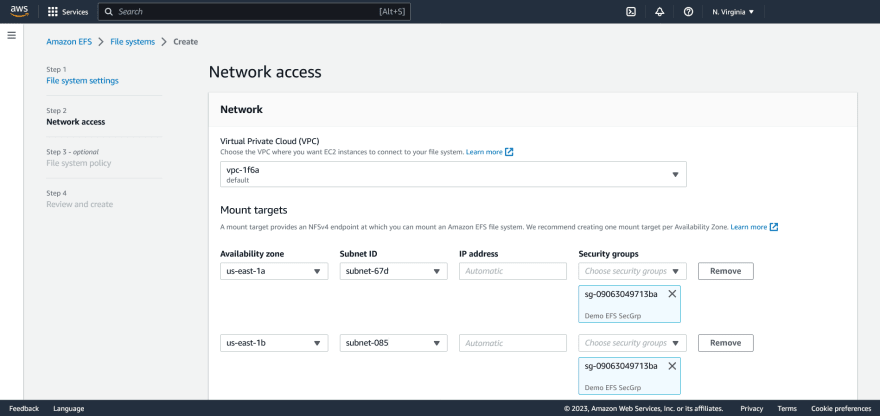 aws
Services
Search
[Alt+S]
N. Virginia
Amazon EFS
File systems
Create
Step 1
File system settings
Step 2
Network access
Step 3 - optional
File system policy
Step 4
Review and create
Network access
Network
Virtual Private Cloud (VPC)
Choose the VPC where you want EC2 instances to connect to your file system. Learn more
vpc-1f6a
default
Mount targets
A mount target provides an NFSv4 endpoint at which you can mount an Amazon EFS file system. We recommend creating one mount target per Availability Zone. Learn more
Availability zone Subnet ID IP address Security groups
us-east-1a subnet-67d Automatic Choose security groups Remove
sg-09063049713ba
Demo EFS SecGrp
us-east-1b subnet-085 Automatic Choose security groups Remove
sg-09063049713ba
Demo EFS SecGrp
Feedback Language © 2023, Amazon Web Services, Inc. or its affiliates. Privacy Terms Cookie preferences